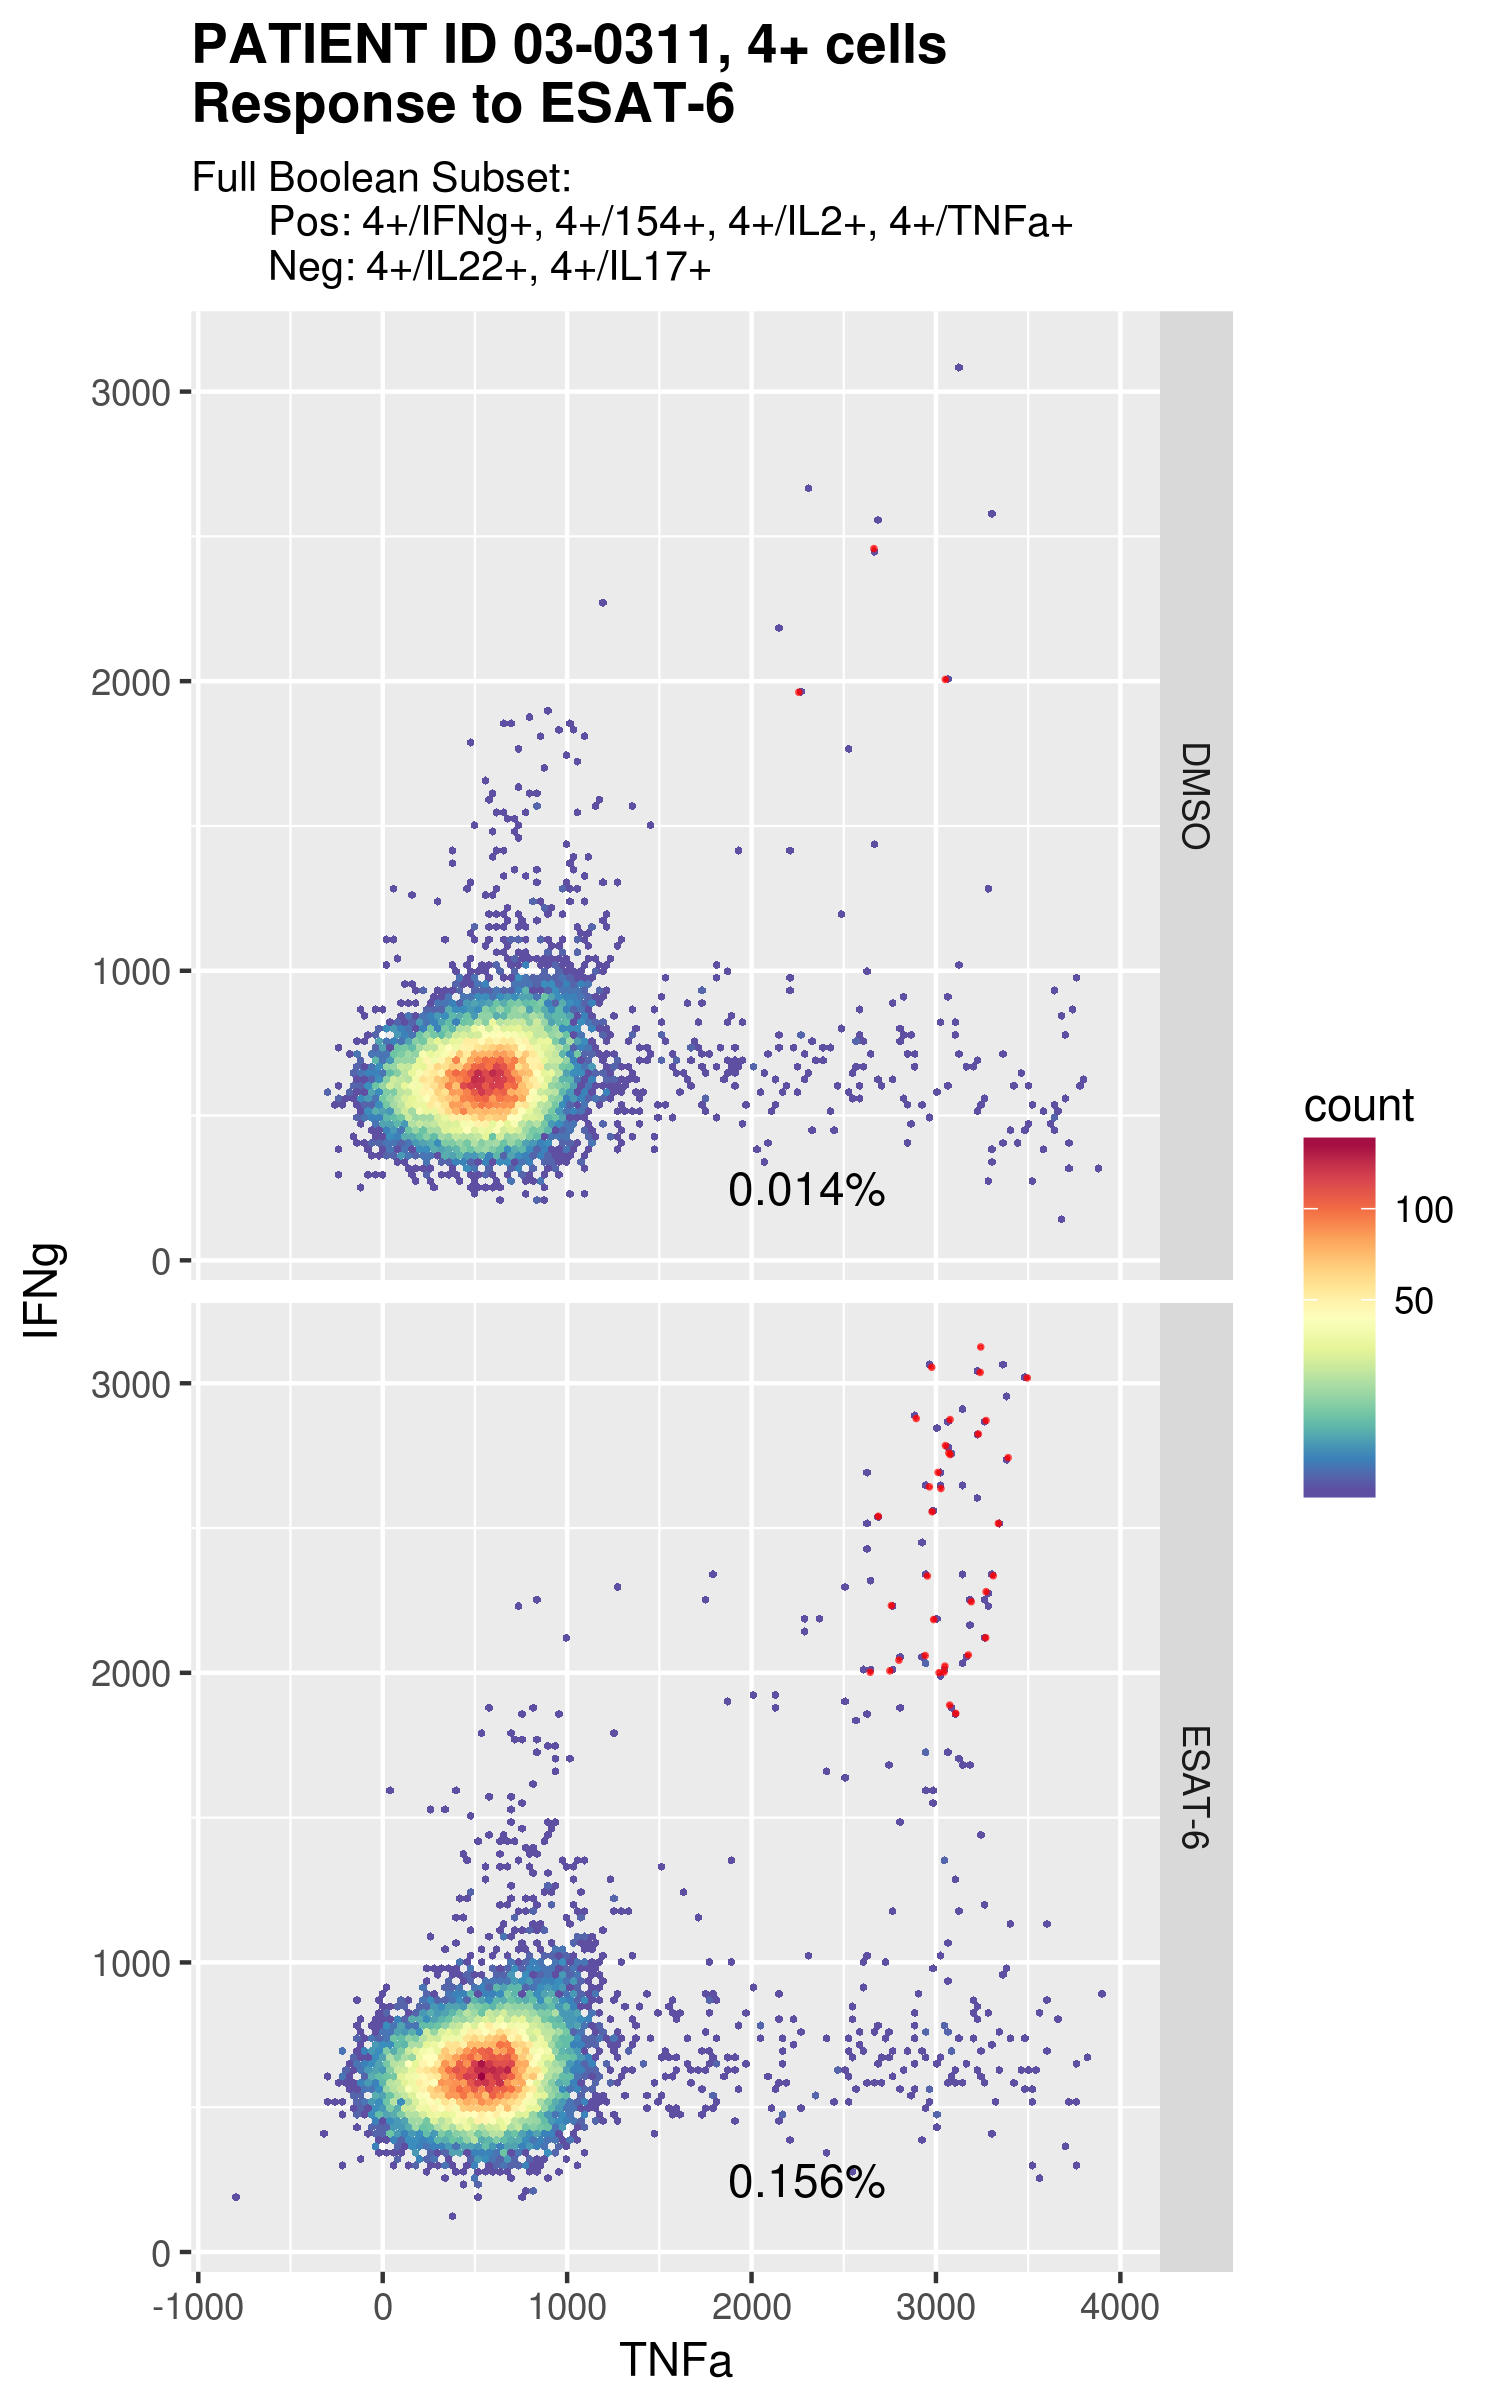 PATIENT ID 03-0311, 4+ cells
Response to ESAT-6
Full Boolean Subset:
Pos: 4+/IFNg+, 4+/154+, 4+/IL2+, 4+/TNFa+
Neg: 4+/IL22+, 4+/IL17+
3000
2000
1000
0
0.014%
DMSO
IFNg
3000
2000
1000
0
0.156%
ESAT-6
-1000
0
1000
2000
3000
4000
TNFa
count
100
50